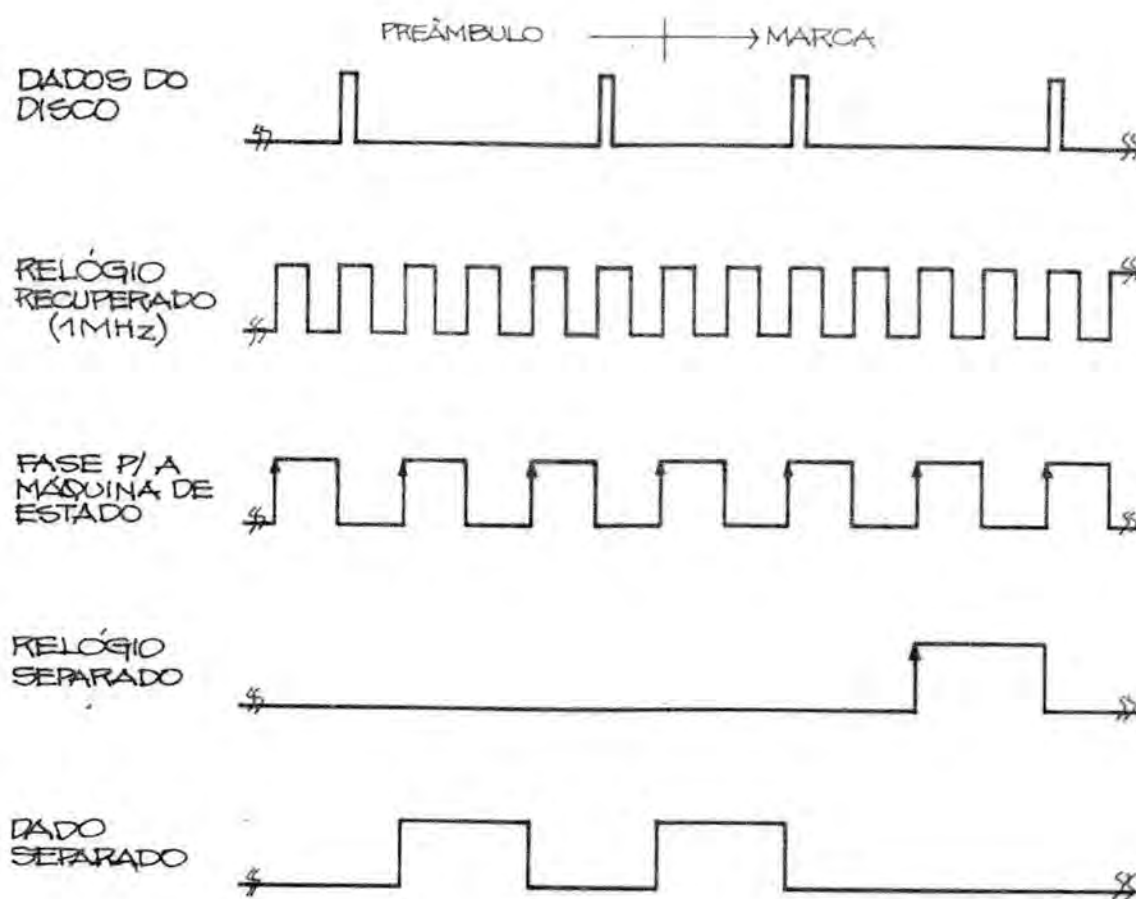 PREÂMBULO
MARCA
DADOS DO
DISCO
RELÓGIO
RECUPERADO
(1MHz)
FASE P/ A
MÁQUINA DE
ESTADO
RELÓGIO
SEPARADO
DADO
SEPARADO